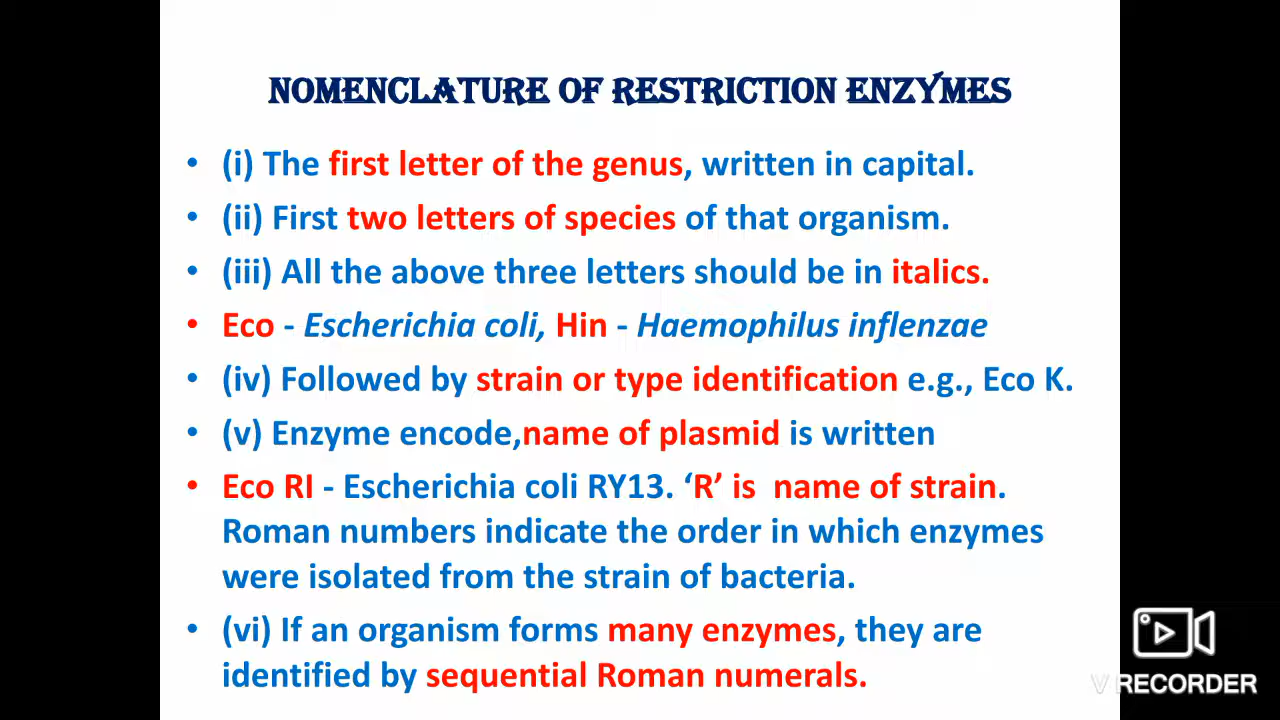 NOMENCLATURE OF RESTRICTION ENZYMES
• (i) The first letter of the genus, written in capital.
• (ii) First two letters of species of that organism.
• (iii) All the above three letters should be in italics.
• Eco - Escherichia coli, Hin - Haemophilus inflenzae
• (iv) Followed by strain or type identification e.g., Eco K.
• (v) Enzyme encode,name of plasmid is written
• Eco RI - Escherichia coli RY13. ‘R’ is name of strain.
Roman numbers indicate the order in which enzymes
were isolated from the strain of bacteria.
• (vi) If an organism forms many enzymes, they are
identified by sequential Roman numerals.
V RECORDER